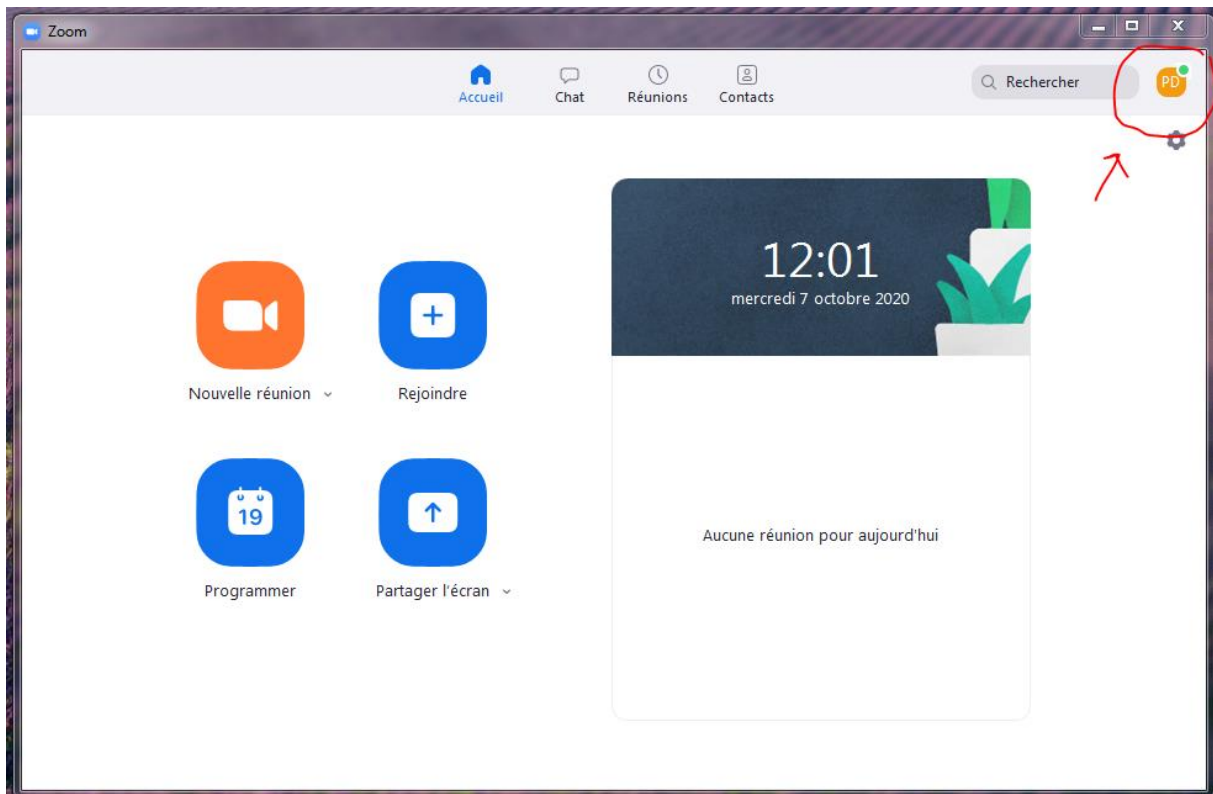 Zoom
Accueil
Chat
Réunions
Contacts
Rechercher
PD
12:01
mercredi 7 octobre 2020
Nouvelle réunion
Rejoindre
19
Programmer
Partager l'écran
Aucune réunion pour aujourd'hui